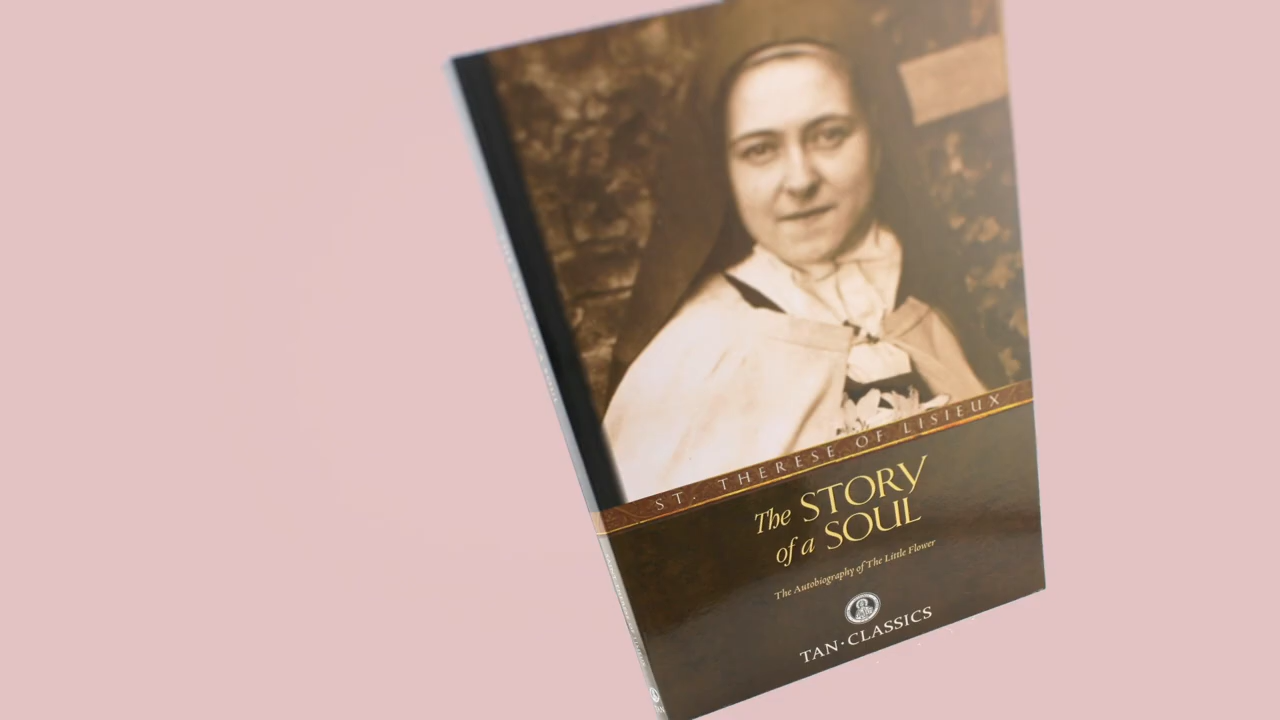 ST. THERESE OF LISIEUX
The STORY
of a SOUL
The Autobiography of The Little Flower
TAN·CLASSICS